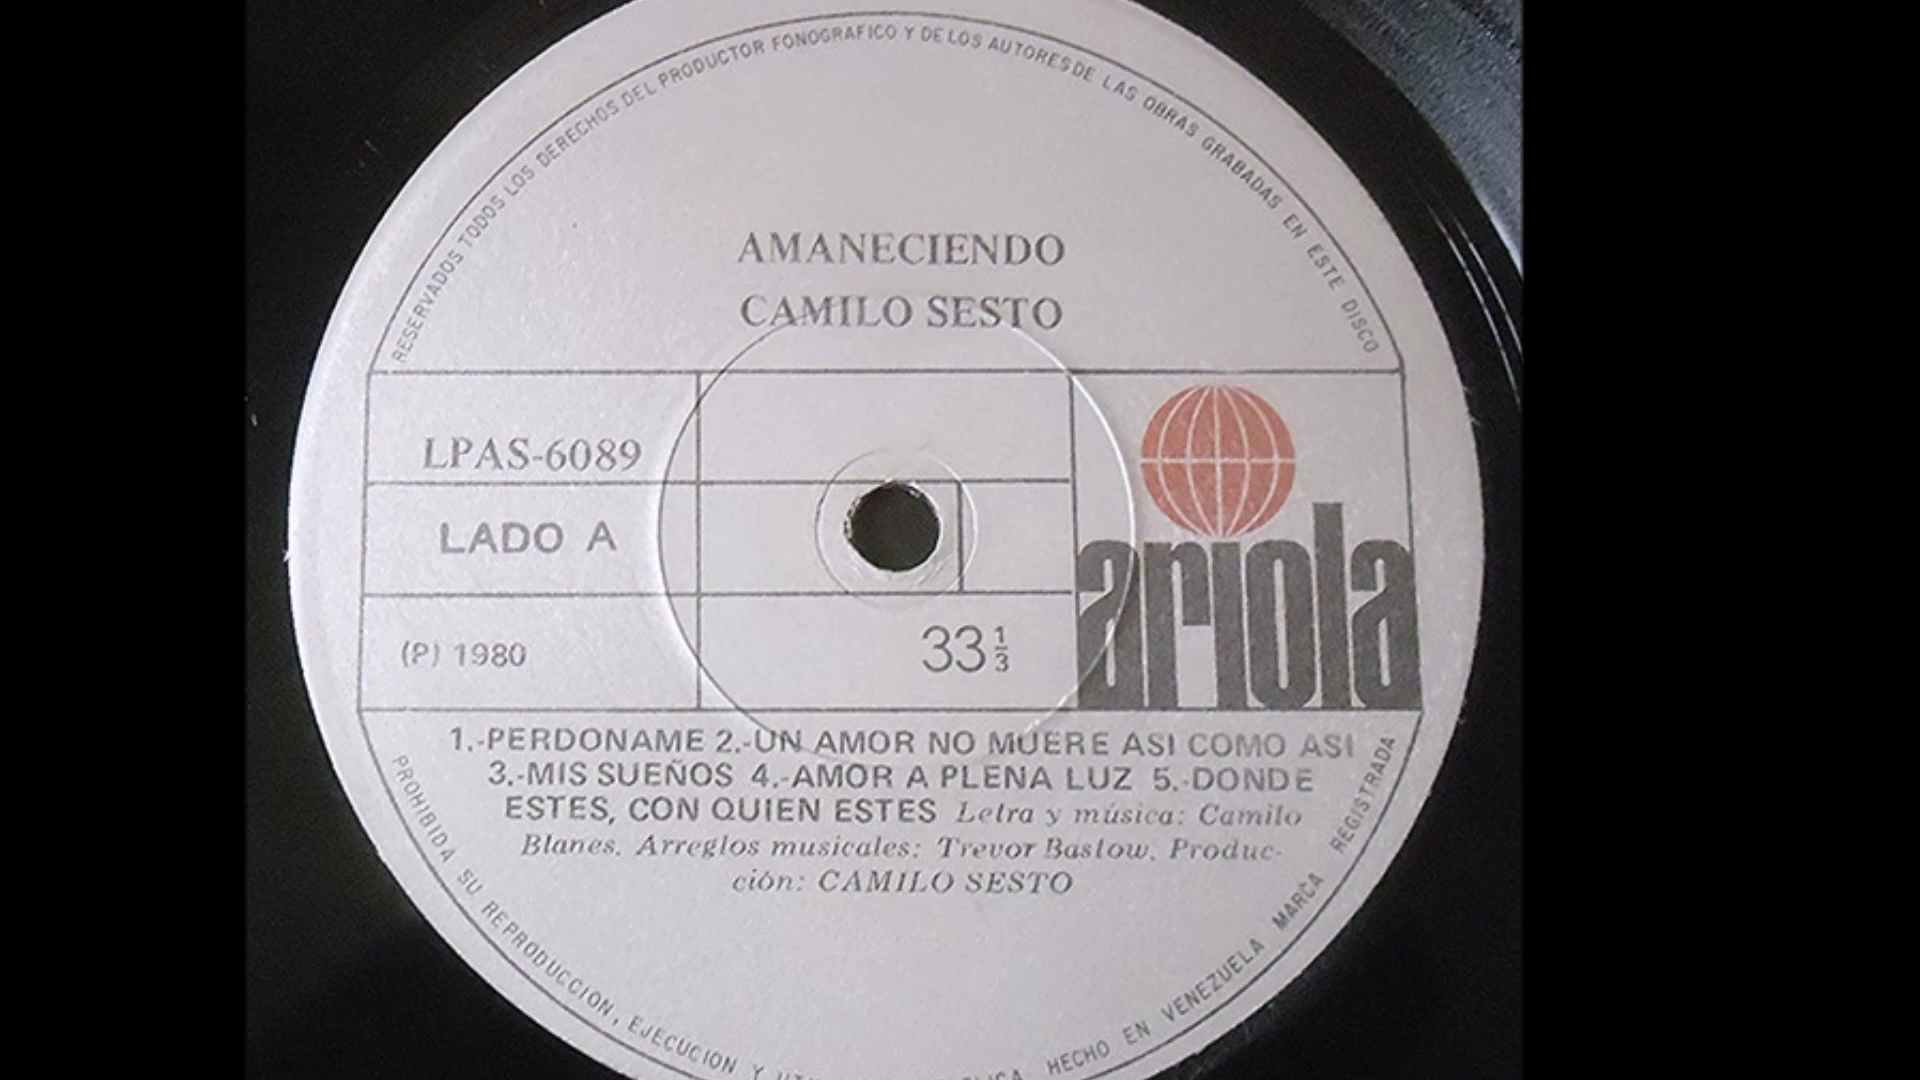 RESERVADOS TODOS LOS DERECHOS DEL PRODUCTOR FONOGRAFICO Y DE LOS AUTORES DE LAS OBRAS GRABADAS EN ESTE DISCO
AMANECIENDO
CAMILO SESTO
LPAS-6089
LADO A
(P) 1980
33 1/3
ariola
1.-PERDONAME 2.-UN AMOR NO MUERE ASI COMO ASI
3.-MIS SUEÑOS 4.-AMOR A PLENA LUZ 5.-DONDE
ESTES, CON QUIEN ESTES Letra y música: Camilo
Blanes. Arreglos musicales: Trevor Bastow. Produc-
ción: CAMILO SESTO
PROHIBIDA SU REPRODUCCION, EJECUCION Y
HECHO EN VENEZUELA MARCA REGISTRADA